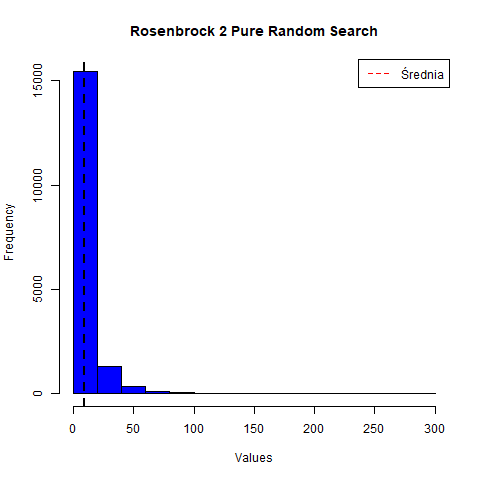 Rosenbrock 2 Pure Random Search
Średnia
15000
10000
5000
0
Frequency
0 50 100 150 200 250 300
Values